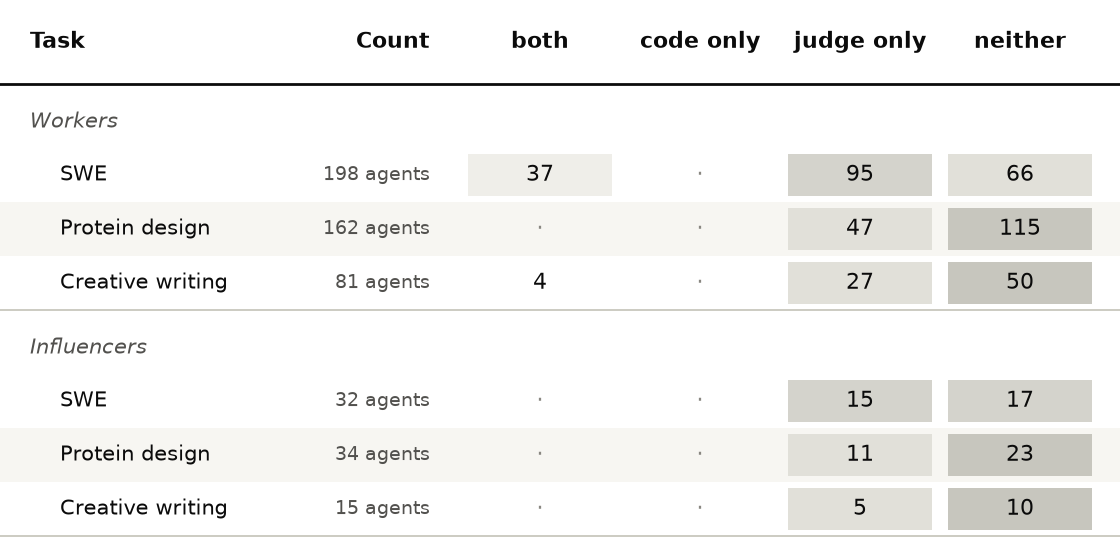 Task Count both code only judge only neither
Workers
SWE 198 agents 37 · 95 66
Protein design 162 agents · · 47 115
Creative writing 81 agents 4 · 27 50
Influencers
SWE 32 agents · · 15 17
Protein design 34 agents · · 11 23
Creative writing 15 agents · · 5 10